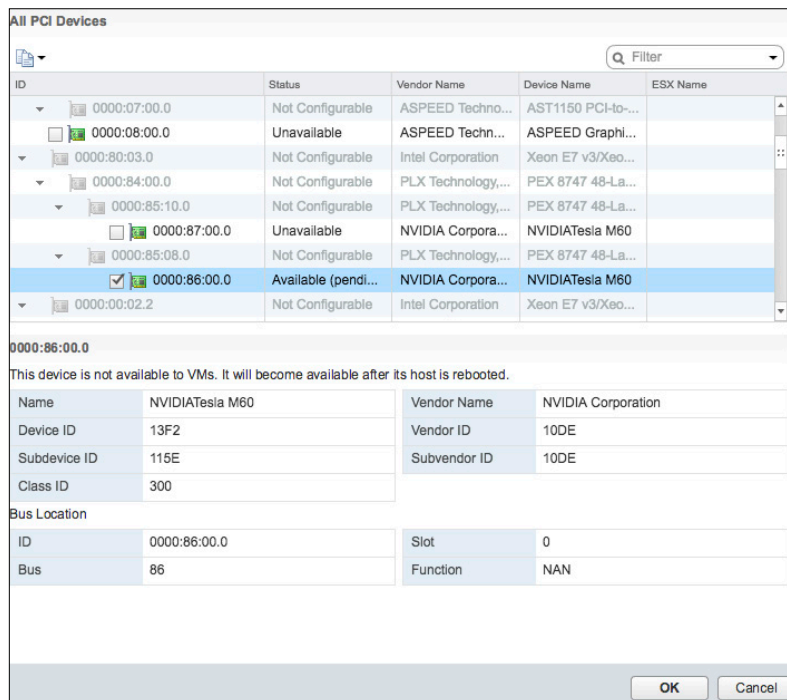 All PCI Devices
Filter
ID Status Vendor Name Device Name ESX Name
0000:07:00.0 Not Configurable ASPEED Techno... AST1150 PCI-to-...
0000:08:00.0 Unavailable ASPEED Techn... ASPEED Graphi...
0000:80:03.0 Not Configurable Intel Corporation Xeon E7 v3/Xeo...
0000:84:00.0 Not Configurable PLX Technology,... PEX 8747 48-La...
0000:85:10.0 Not Configurable PLX Technology,... PEX 8747 48-La...
0000:87:00.0 Unavailable NVIDIA Corpora... NVIDIATesla M60
0000:85:08.0 Not Configurable PLX Technology,... PEX 8747 48-La...
0000:86:00.0 Available (pendi... NVIDIA Corpora... NVIDIATesla M60
0000:00:02.2 Not Configurable Intel Corporation Xeon E7 v3/Xeo...
0000:86:00.0
This device is not available to VMs. It will become available after its host is rebooted.
Name NVIDIATesla M60 Vendor Name NVIDIA Corporation
Device ID 13F2 Vendor ID 10DE
Subdevice ID 115E Subvendor ID 10DE
Class ID 300
Bus Location
ID 0000:86:00.0 Slot 0
Bus 86 Function NAN
OK Cancel